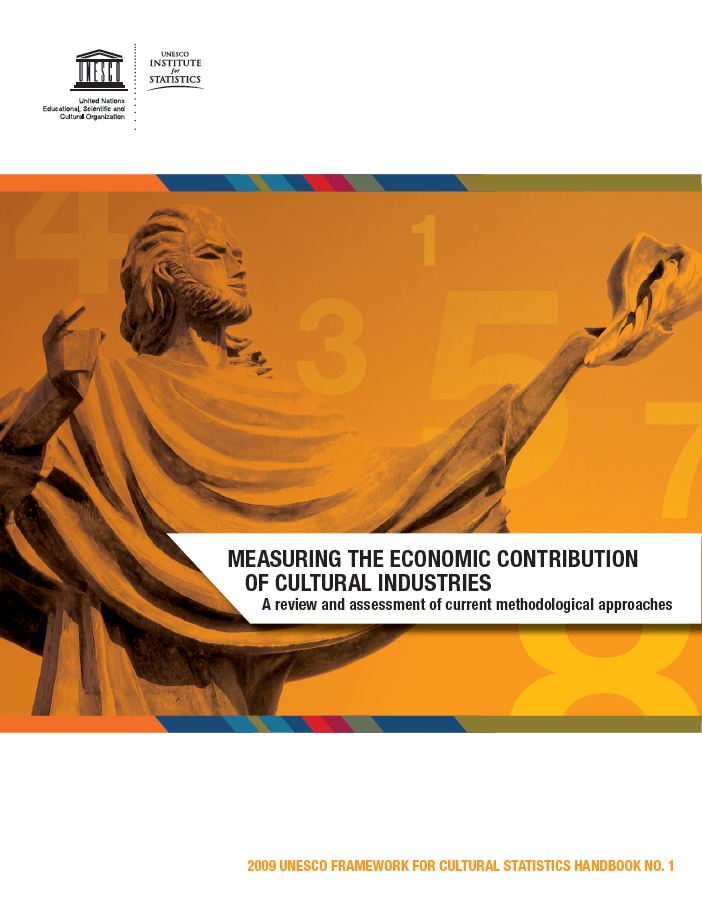 UNESCO
United Nations
Educational, Scientific and
Cultural Organization
UNESCO
INSTITUTE
for
STATISTICS
4
1
3
5
7
8
MEASURING THE ECONOMIC CONTRIBUTION
OF CULTURAL INDUSTRIES
A review and assessment of current methodological approaches
2009 UNESCO FRAMEWORK FOR CULTURAL STATISTICS HANDBOOK NO. 1